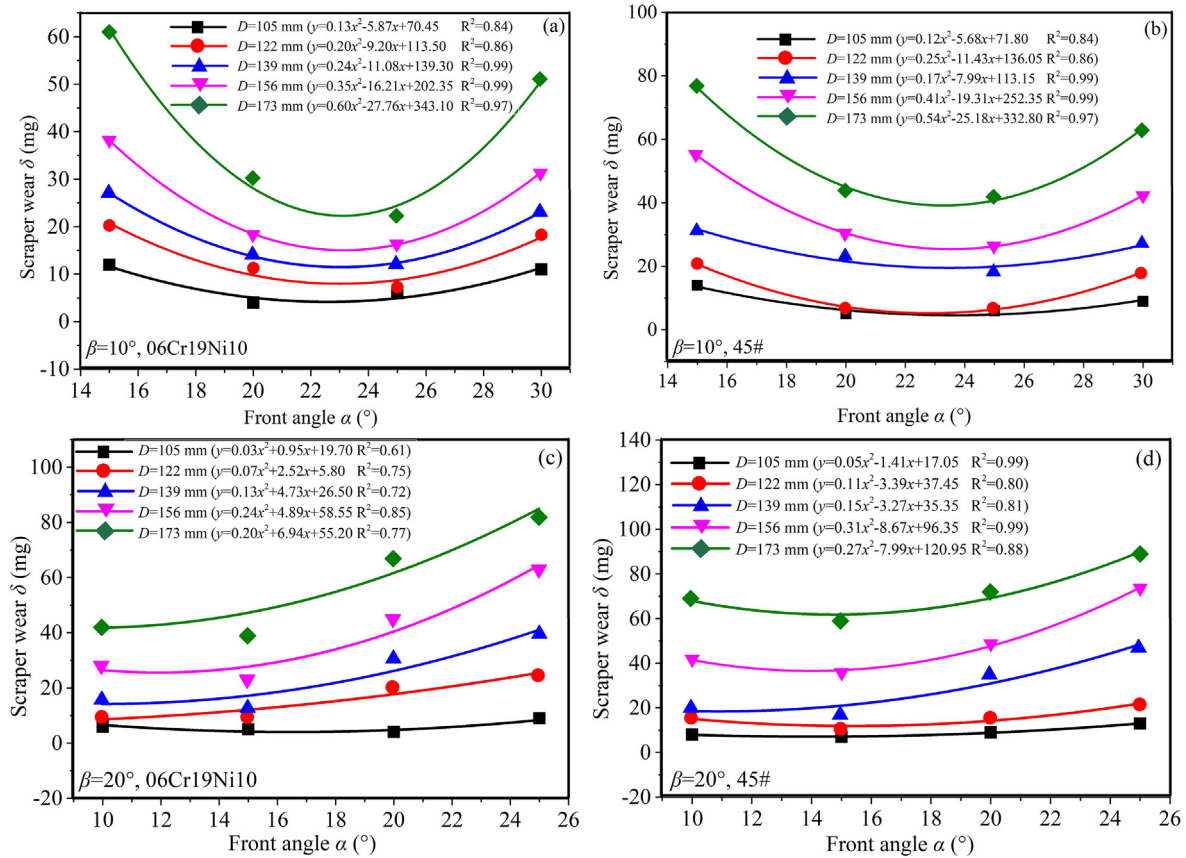 (a)
D=105 mm (y=0.13x²-5.87x+70.45 R²=0.84)
D=122 mm (y=0.20x²-9.20x+113.50 R²=0.86)
D=139 mm (y=0.24x²-11.08x+139.30 R²=0.99)
D=156 mm (y=0.35x²-16.21x+202.35 R²=0.99)
D=173 mm (y=0.60x²-27.76x+343.10 R²=0.97)
60
50
40
30
20
10
0
-10
Scraper wear δ (mg)
β=10°, 06Cr19Ni10
14 16 18 20 22 24 26 28 30
Front angle α (°)
(b)
D=105 mm (y=0.12x²-5.68x+71.80 R²=0.84)
D=122 mm (y=0.25x²-11.43x+136.05 R²=0.86)
D=139 mm (y=0.17x²-7.99x+113.15 R²=0.99)
D=156 mm (y=0.41x²-19.31x+252.35 R²=0.99)
D=173 mm (y=0.54x²-25.18x+332.80 R²=0.97)
100
80
60
40
20
0
Scraper wear δ (mg)
β=10°, 45#
14 16 18 20 22 24 26 28 30
Front angle α (°)
(c)
D=105 mm (y=0.03x²+0.95x+19.70 R²=0.61)
D=122 mm (y=0.07x²+2.52x+5.80 R²=0.75)
D=139 mm (y=0.13x²+4.73x+26.50 R²=0.72)
D=156 mm (y=0.24x²+4.89x+58.55 R²=0.85)
D=173 mm (y=0.20x²+6.94x+55.20 R²=0.77)
100
80
60
40
20
0
-20
Scraper wear δ (mg)
β=20°, 06Cr19Ni10
10 12 14 16 18 20 22 24 26
Front angle α (°)
(d)
D=105 mm (y=0.05x²-1.41x+17.05 R²=0.99)
D=122 mm (y=0.11x²-3.39x+37.45 R²=0.80)
D=139 mm (y=0.15x²-3.27x+35.35 R²=0.81)
D=156 mm (y=0.31x²-8.67x+96.35 R²=0.99)
D=173 mm (y=0.27x²-7.99x+120.95 R²=0.88)
140
120
100
80
60
40
20
0
-20
Scraper wear δ (mg)
β=20°, 45#
10 12 14 16 18 20 22 24 26
Front angle α (°)